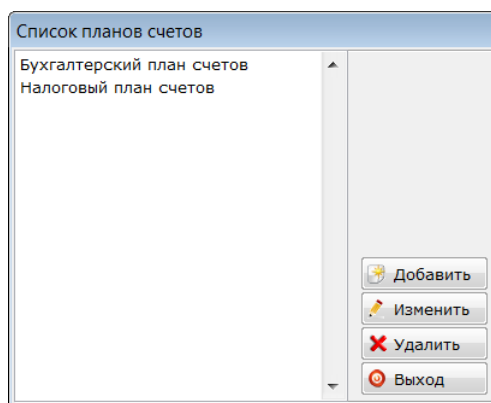 Список планов счетов
Бухгалтерский план счетов
Налоговый план счетов
Добавить
Изменить
Удалить
Выход